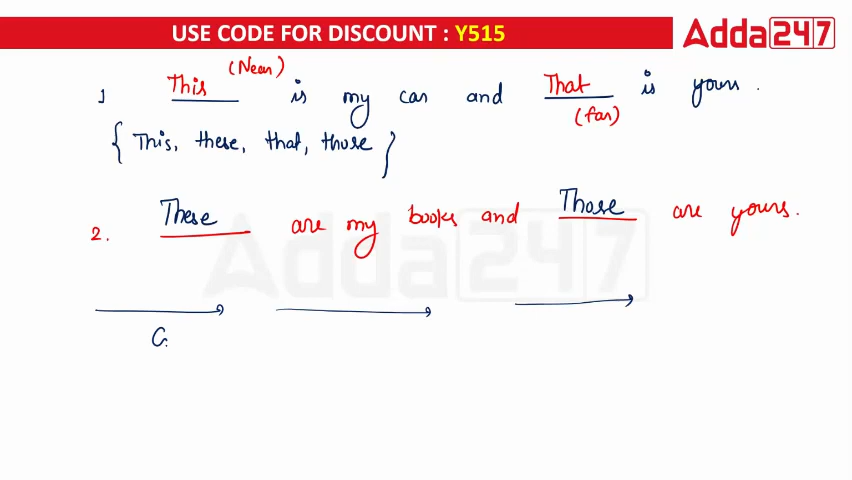 USE CODE FOR DISCOUNT : Y515
Adda247
1 This (Near) is my car and That (far) is yours.
{ This, these, that, those }
2. These are my books and Those are yours.
Adda247
C